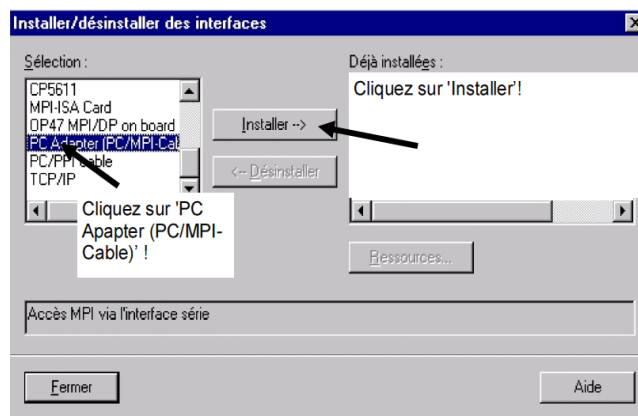 Installer/désinstaller des interfaces
Sélection :
Déjà installées :
CP5611
MPI-ISA Card
OP47 MPI/DP on board
PC Adapter (PC/MPI-Cab
PC/PPI cable
TCP/IP
Installer -->
<-- Désinstaller
Cliquez sur 'Installer'!
Cliquez sur 'PC
Apapter (PC/MPI-
Cable)' !
Ressources...
Accès MPI via l'interface série
Fermer
Aide